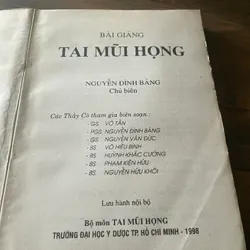 BÀI GIẢNG
TAI MŨI HỌNG
NGUYỄN ĐÌNH BẢNG
Chủ biên
Các Thầy Cô tham gia biên soạn :
- GS VÕ TẤN
- PGS NGUYỄN ĐÌNH BẢNG
- GS NGUYỄN VĂN ĐỨC
- BS VÕ HIẾU BÌNH
- BS HUỲNH KHẮC CƯỜNG
- BS PHẠM KIÊN HỮU
- BS NGUYỄN HỮU KHÔI
Lưu hành nội bộ
Bộ môn TAI MŨI HỌNG
TRƯỜNG ĐẠI HỌC Y DƯỢC TP. HỒ CHÍ MINH - 1998